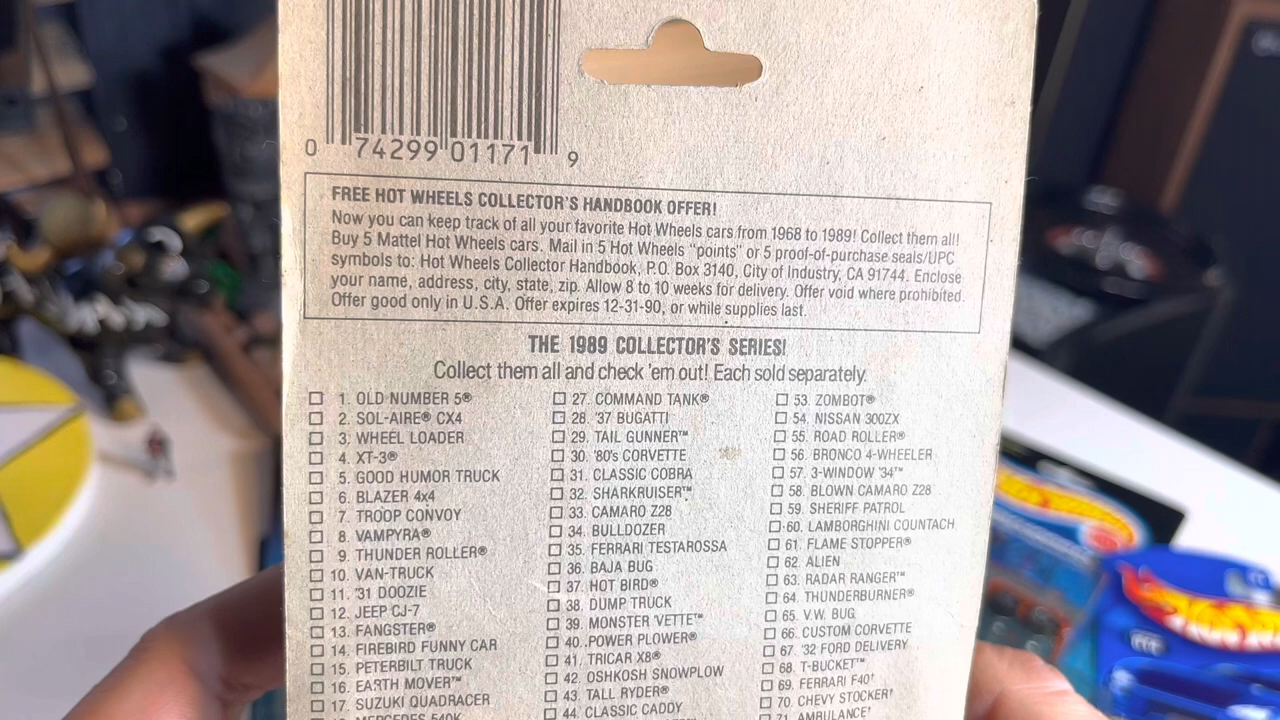 0 74299 01171 9
FREE HOT WHEELS COLLECTOR'S HANDBOOK OFFER!
Now you can keep track of all your favorite Hot Wheels cars from 1968 to 1989! Collect them all!
Buy 5 Mattel Hot Wheels cars. Mail in 5 Hot Wheels "points" or 5 proof-of-purchase seals/UPC
symbols to: Hot Wheels Collector Handbook, P.O. Box 3140, City of Industry, CA 91744. Enclose
your name, address, city, state, zip. Allow 8 to 10 weeks for delivery. Offer void where prohibited.
Offer good only in U.S.A. Offer expires 12-31-90, or while supplies last.
THE 1989 COLLECTOR'S SERIES!
Collect them all and check 'em out! Each sold separately.
1. OLD NUMBER 5®
2. SOL-AIRE® CX4
3. WHEEL LOADER
4. XT-3®
5. GOOD HUMOR TRUCK
6. BLAZER 4x4
7. TROOP CONVOY
8. VAMPYRA®
9. THUNDER ROLLER®
10. VAN-TRUCK
11. '31 DOOZIE
12. JEEP CJ-7
13. FANGSTER®
14. FIREBIRD FUNNY CAR
15. PETERBILT TRUCK
16. EARTH MOVER™
17. SUZUKI QUADRACER
18. MERCEDES 540K
27. COMMAND TANK®
28. '37 BUGATTI
29. TAIL GUNNER™
30. '80's CORVETTE
31. CLASSIC COBRA
32. SHARKRUISER™
33. CAMARO Z28
34. BULLDOZER
35. FERRARI TESTAROSSA
36. BAJA BUG
37. HOT BIRD®
38. DUMP TRUCK
39. MONSTER 'VETTE™
40. POWER PLOWER®
41. TRICAR X8®
42. OSHKOSH SNOWPLOW
43. TALL RYDER®
44. CLASSIC CADDY
53. ZOMBOT®
54. NISSAN 300ZX
55. ROAD ROLLER®
56. BRONCO 4-WHEELER
57. 3-WINDOW '34™
58. BLOWN CAMARO Z28
59. SHERIFF PATROL
60. LAMBORGHINI COUNTACH
61. FLAME STOPPER®
62. ALIEN
63. RADAR RANGER™
64. THUNDERBURNER®
65. V.W. BUG
66. CUSTOM CORVETTE
67. '32 FORD DELIVERY
68. T-BUCKET™
69. FERRARI F40†
70. CHEVY STOCKER†
71. AMBULANCE†